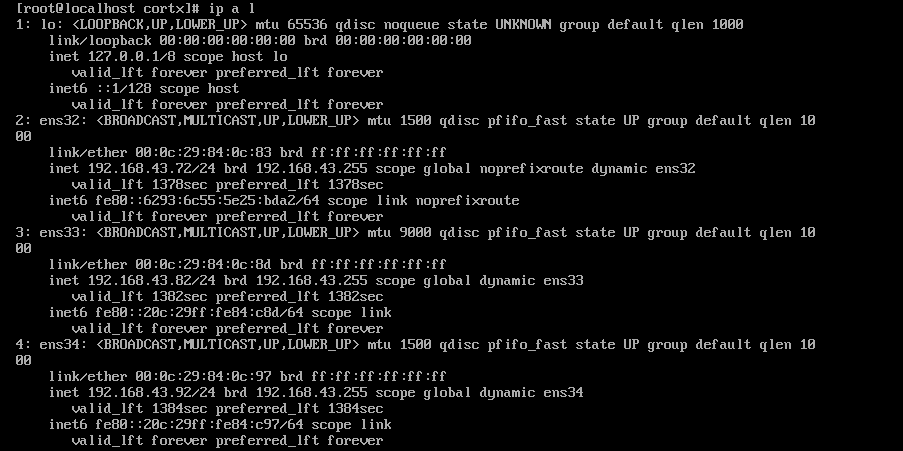 [root@localhost cortx]# ip a l
1: lo: <LOOPBACK,UP,LOWER_UP> mtu 65536 qdisc noqueue state UNKNOWN group default qlen 1000
    link/loopback 00:00:00:00:00:00 brd 00:00:00:00:00:00
    inet 127.0.0.1/8 scope host lo
       valid_lft forever preferred_lft forever
    inet6 ::1/128 scope host
       valid_lft forever preferred_lft forever
2: ens32: <BROADCAST,MULTICAST,UP,LOWER_UP> mtu 1500 qdisc pfifo_fast state UP group default qlen 10
00
    link/ether 00:0c:29:84:0c:83 brd ff:ff:ff:ff:ff:ff
    inet 192.168.43.72/24 brd 192.168.43.255 scope global noprefixroute dynamic ens32
       valid_lft 1378sec preferred_lft 1378sec
    inet6 fe80::6293:6c55:5e25:bda2/64 scope link noprefixroute
       valid_lft forever preferred_lft forever
3: ens33: <BROADCAST,MULTICAST,UP,LOWER_UP> mtu 9000 qdisc pfifo_fast state UP group default qlen 10
00
    link/ether 00:0c:29:84:0c:8d brd ff:ff:ff:ff:ff:ff
    inet 192.168.43.82/24 brd 192.168.43.255 scope global dynamic ens33
       valid_lft 1382sec preferred_lft 1382sec
    inet6 fe80::20c:29ff:fe84:c8d/64 scope link
       valid_lft forever preferred_lft forever
4: ens34: <BROADCAST,MULTICAST,UP,LOWER_UP> mtu 1500 qdisc pfifo_fast state UP group default qlen 10
00
    link/ether 00:0c:29:84:0c:97 brd ff:ff:ff:ff:ff:ff
    inet 192.168.43.92/24 brd 192.168.43.255 scope global dynamic ens34
       valid_lft 1384sec preferred_lft 1384sec
    inet6 fe80::20c:29ff:fe84:c97/64 scope link
       valid_lft forever preferred_lft forever